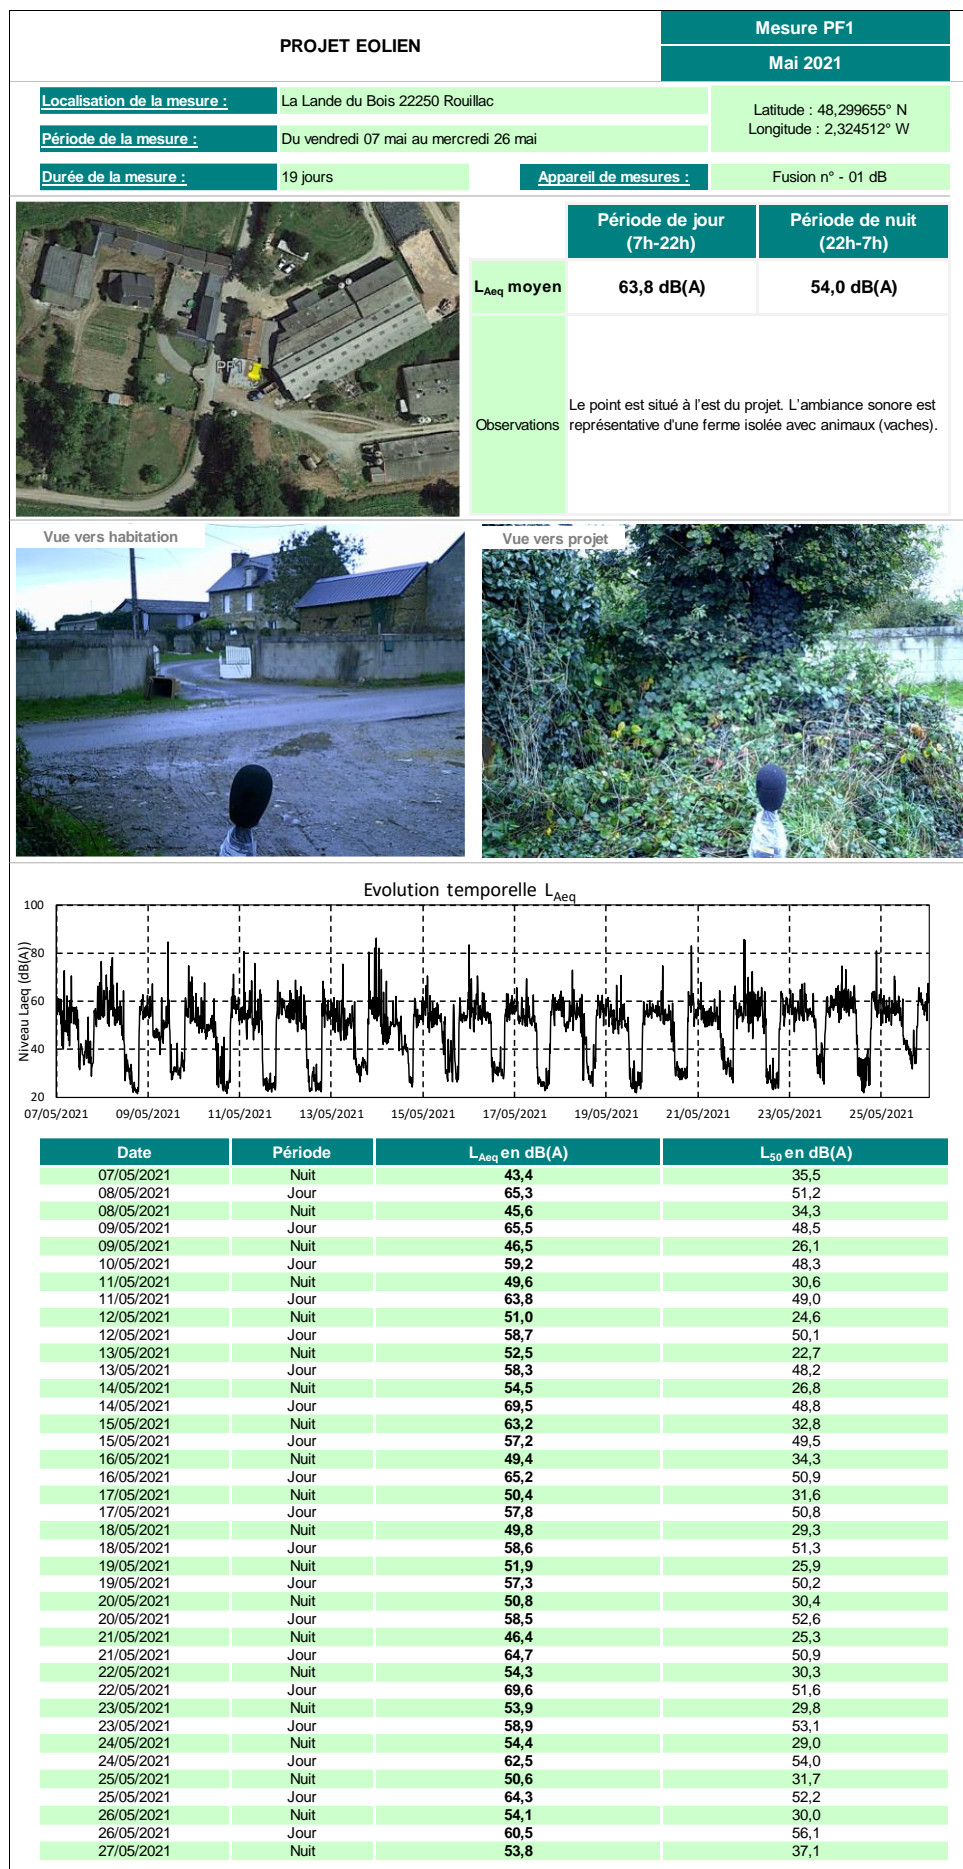 PROJET EOLIEN
Mesure PF1
Mai 2021
Localisation de la mesure :
La Lande du Bois 22250 Rouillac
Latitude : 48,299655° N
Longitude : 2,324512° W
Période de la mesure :
Du vendredi 07 mai au mercredi 26 mai
Durée de la mesure :
19 jours
Appareil de mesures :
Fusion n° - 01 dB
Période de jour
(7h-22h)
Période de nuit
(22h-7h)
LAeq moyen
63,8 dB(A)
54,0 dB(A)
PF1
Observations
Le point est situé à l'est du projet. L'ambiance sonore est
représentative d'une ferme isolée avec animaux (vaches).
Vue vers habitation
Vue vers projet
Evolution temporelle LAeq
Niveau Laeq (dB(A))
100
80
60
40
20
07/05/2021 09/05/2021 11/05/2021 13/05/2021 15/05/2021 17/05/2021 19/05/2021 21/05/2021 23/05/2021 25/05/2021
Date Période LAeq en dB(A) L50 en dB(A)
07/05/2021 Nuit 43,4 35,5
08/05/2021 Jour 65,3 51,2
08/05/2021 Nuit 45,6 34,3
09/05/2021 Jour 65,5 48,5
09/05/2021 Nuit 46,5 26,1
10/05/2021 Jour 59,2 48,3
11/05/2021 Nuit 49,6 30,6
11/05/2021 Jour 63,8 49,0
12/05/2021 Nuit 51,0 24,6
12/05/2021 Jour 58,7 50,1
13/05/2021 Nuit 52,5 22,7
13/05/2021 Jour 58,3 48,2
14/05/2021 Nuit 54,5 26,8
14/05/2021 Jour 69,5 48,8
15/05/2021 Nuit 63,2 32,8
15/05/2021 Jour 57,2 49,5
16/05/2021 Nuit 49,4 34,3
16/05/2021 Jour 65,2 50,9
17/05/2021 Nuit 50,4 31,6
17/05/2021 Jour 57,8 50,8
18/05/2021 Nuit 49,8 29,3
18/05/2021 Jour 58,6 51,3
19/05/2021 Nuit 51,9 25,9
19/05/2021 Jour 57,3 50,2
20/05/2021 Nuit 50,8 30,4
20/05/2021 Jour 58,5 52,6
21/05/2021 Nuit 46,4 25,3
21/05/2021 Jour 64,7 50,9
22/05/2021 Nuit 54,3 30,3
22/05/2021 Jour 69,6 51,6
23/05/2021 Nuit 53,9 29,8
23/05/2021 Jour 58,9 53,1
24/05/2021 Nuit 54,4 29,0
24/05/2021 Jour 62,5 54,0
25/05/2021 Nuit 50,6 31,7
25/05/2021 Jour 64,3 52,2
26/05/2021 Nuit 54,1 30,0
26/05/2021 Jour 60,5 56,1
27/05/2021 Nuit 53,8 37,1